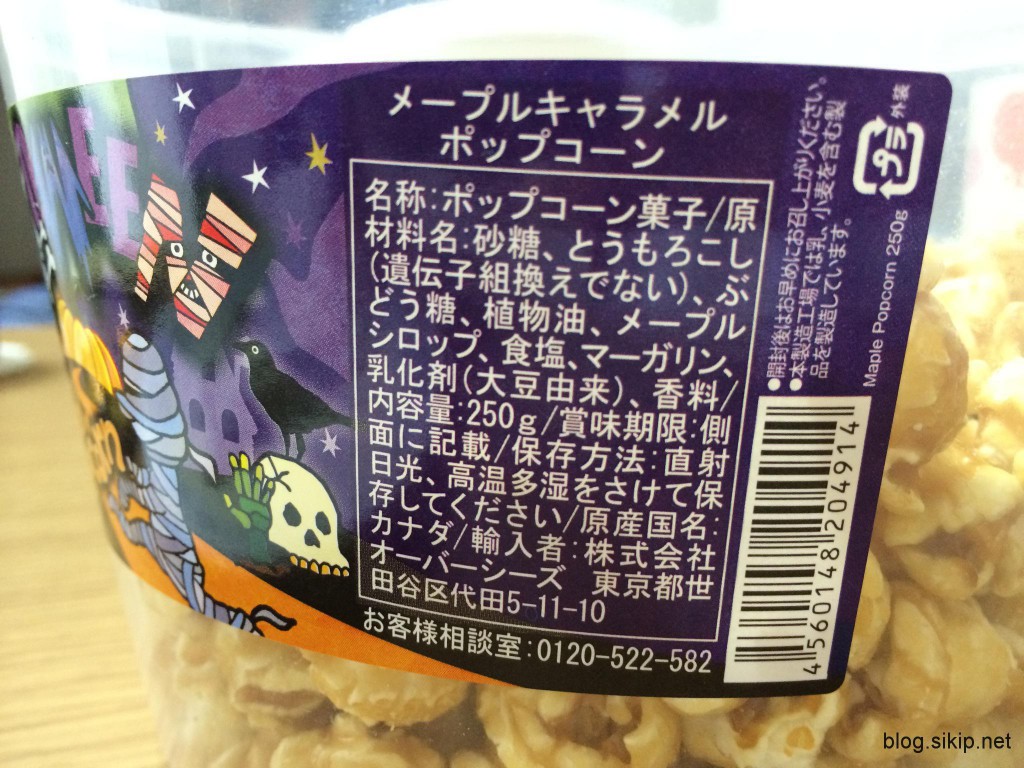 メープルキャラメル
ポップコーン
名称:ポップコーン菓子/原
材料名:砂糖、とうもろこし
(遺伝子組換えでない)、ぶ
どう糖、植物油、メープル
シロップ、食塩、マーガリン、
乳化剤(大豆由来)、香料/
内容量:250g/賞味期限:側
面に記載/保存方法:直射
日光、高温多湿をさけて保
存してください/原産国名:
カナダ/輸入者:株式会社
オーバーシーズ 東京都世
田谷区代田5-11-10
お客様相談室:0120-522-582
●開封後はお早めにお召し上がりください。
●本製造工場では乳、小麦を含む製
品を製造しています。
プラ
外装
Maple Popcorn 250g
4 560148 204914
blog.sikip.net